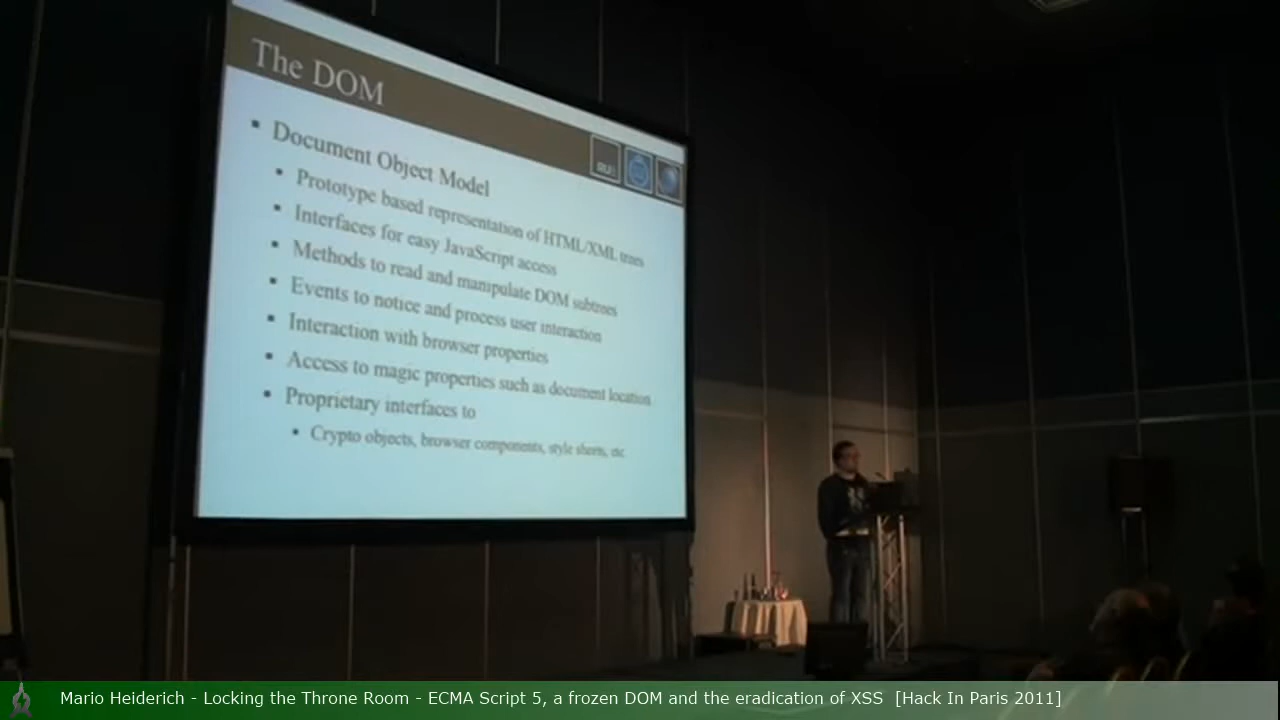 The DOM
Document Object Model
Prototype based representation of HTML/XML trees
Interfaces for easy JavaScript access
Methods to read and manipulate DOM subtrees
Events to notice and process user interaction
Interaction with browser properties
Access to magic properties such as document location
Proprietary interfaces to
Crypto objects, browser components, style sheets, etc
Mario Heiderich - Locking the Throne Room - ECMA Script 5, a frozen DOM and the eradication of XSS [Hack In Paris 2011]